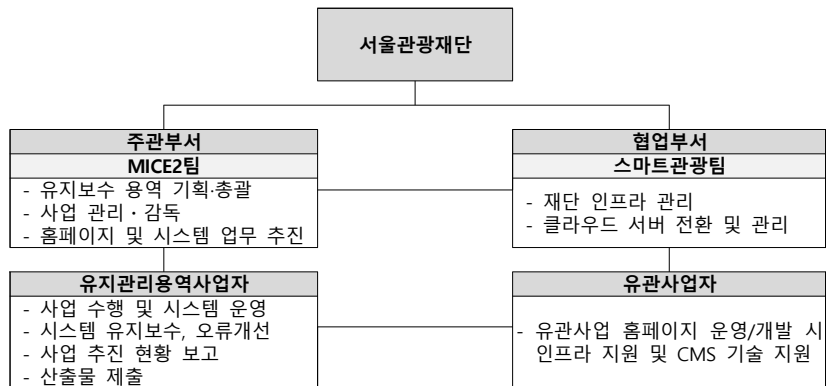 서울관광재단
주관부서
MICE2팀
- 유지보수 용역 기획·총괄
- 사업 관리·감독
- 홈페이지 및 시스템 업무 추진
협업부서
스마트관광팀
- 재단 인프라 관리
- 클라우드 서버 전환 및 관리
유지관리용역사업자
- 사업 수행 및 시스템 운영
- 시스템 유지보수, 오류개선
- 사업 추진 현황 보고
- 산출물 제출
유관사업자
- 유관사업 홈페이지 운영/개발 시
인프라 지원 및 CMS 기술 지원